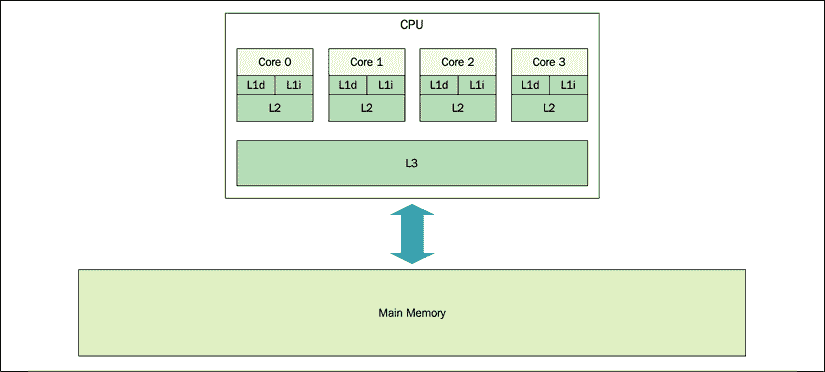 CPU
Core 0 Core 1 Core 2 Core 3
L1d L1i L1d L1i L1d L1i L1d L1i
L2 L2 L2 L2
L3
Main Memory